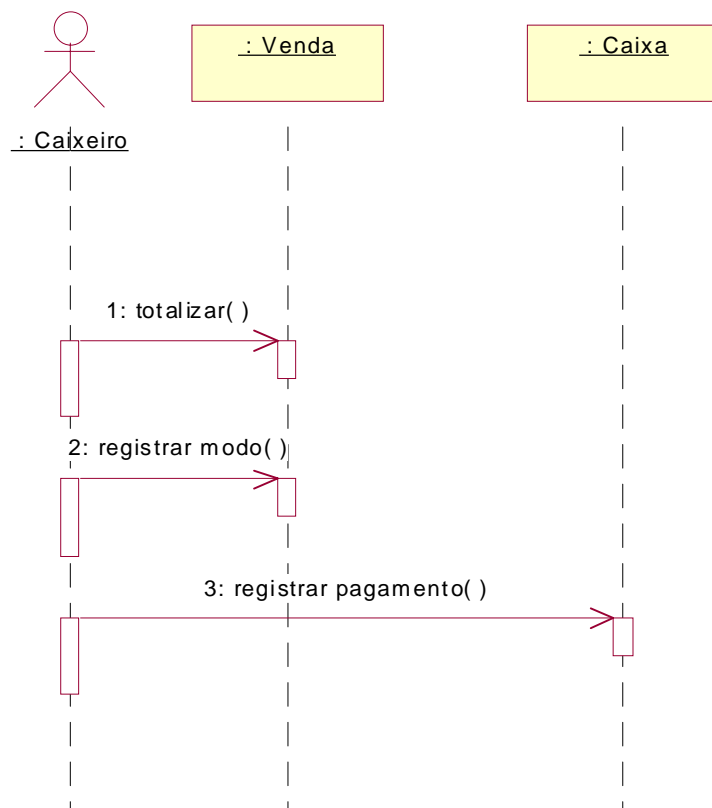 : Venda
: Caixa
: Caixeiro
1: totalizar( )
2: registrar modo( )
3: registrar pagamento( )